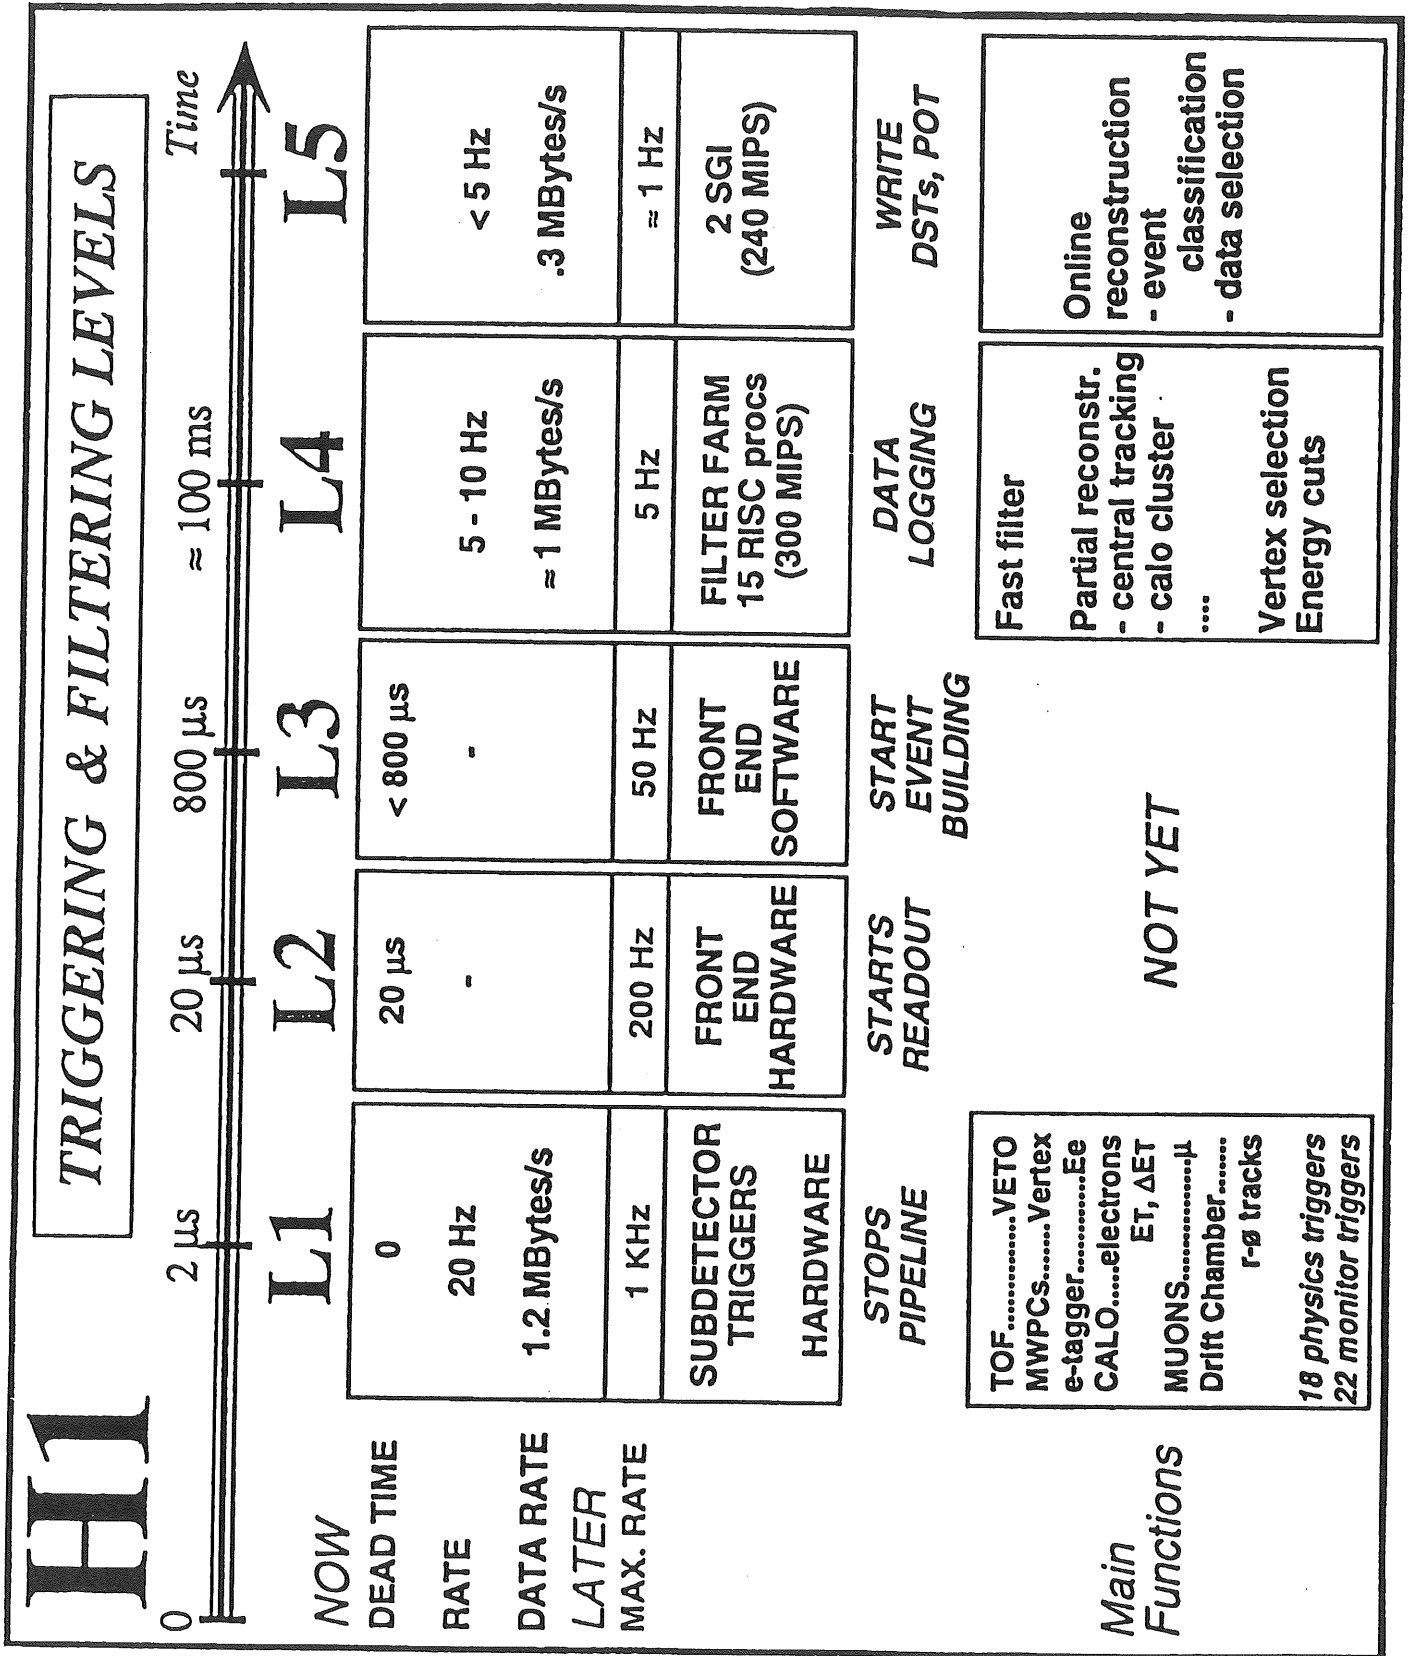 H1
TRIGGERING & FILTERING LEVELS
0
2 µs
20 µs
800 µs
≈ 100 ms
Time
L1
L2
L3
L4
L5
NOW
DEAD TIME
0
20 µs
< 800 µs
RATE
20 Hz
-
-
5 - 10 Hz
< 5 Hz
DATA RATE
1.2 MBytes/s
≈ 1 MBytes/s
.3 MBytes/s
LATER
MAX. RATE
1 KHz
200 Hz
50 Hz
5 Hz
≈ 1 Hz
SUBDETECTOR
TRIGGERS
HARDWARE
FRONT
END
HARDWARE
FRONT
END
SOFTWARE
FILTER FARM
15 RISC procs
(300 MIPS)
2 SGI
(240 MIPS)
STOPS
PIPELINE
STARTS
READOUT
START
EVENT
BUILDING
DATA
LOGGING
WRITE
DSTs, POT
Main
Functions
TOF..............VETO
MWPCs.......Vertex
e-tagger............Ee
CALO.....electrons
ET, ΔET
MUONS...............µ
Drift Chamber......
r-ø tracks
18 physics triggers
22 monitor triggers
NOT YET
Fast filter
Partial reconstr.
- central tracking
- calo cluster
....
Vertex selection
Energy cuts
Online
reconstruction
- event
classification
- data selection